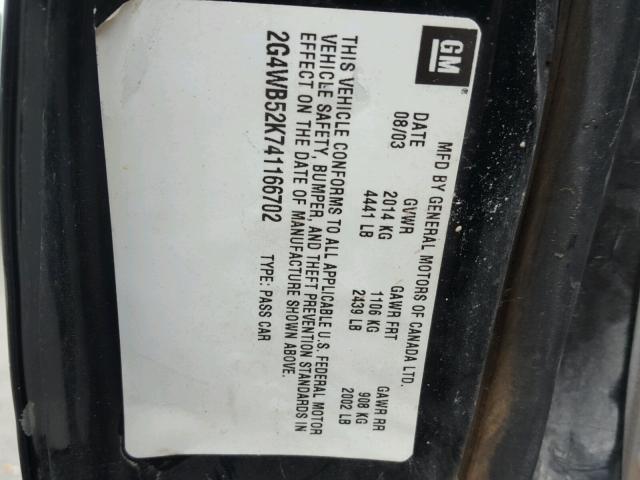 GM
®
MFD BY GENERAL MOTORS OF CANADA LTD.
DATE GVWR GAWR FRT GAWR RR
08/03 2014 KG 1106 KG 908 KG
4441 LB 2439 LB 2002 LB
THIS VEHICLE CONFORMS TO ALL APPLICABLE U.S. FEDERAL MOTOR
VEHICLE SAFETY, BUMPER, AND THEFT PREVENTION STANDARDS IN
EFFECT ON THE DATE OF MANUFACTURE SHOWN ABOVE.
2G4WB52K741166702 TYPE: PASS CAR